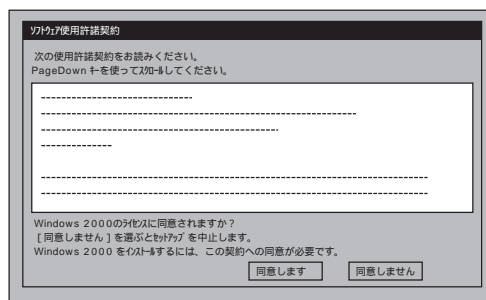 ソフトウェア使用許諾契約
次の使用許諾契約をお読みください。
PageDown キーを使ってスクロールしてください。
Windows 2000のライセンスに同意されますか?
[同意しません]を選ぶとセットアップを中止します。
Windows 2000 をインストールするには、この契約への同意が必要です。
同意します 同意しません